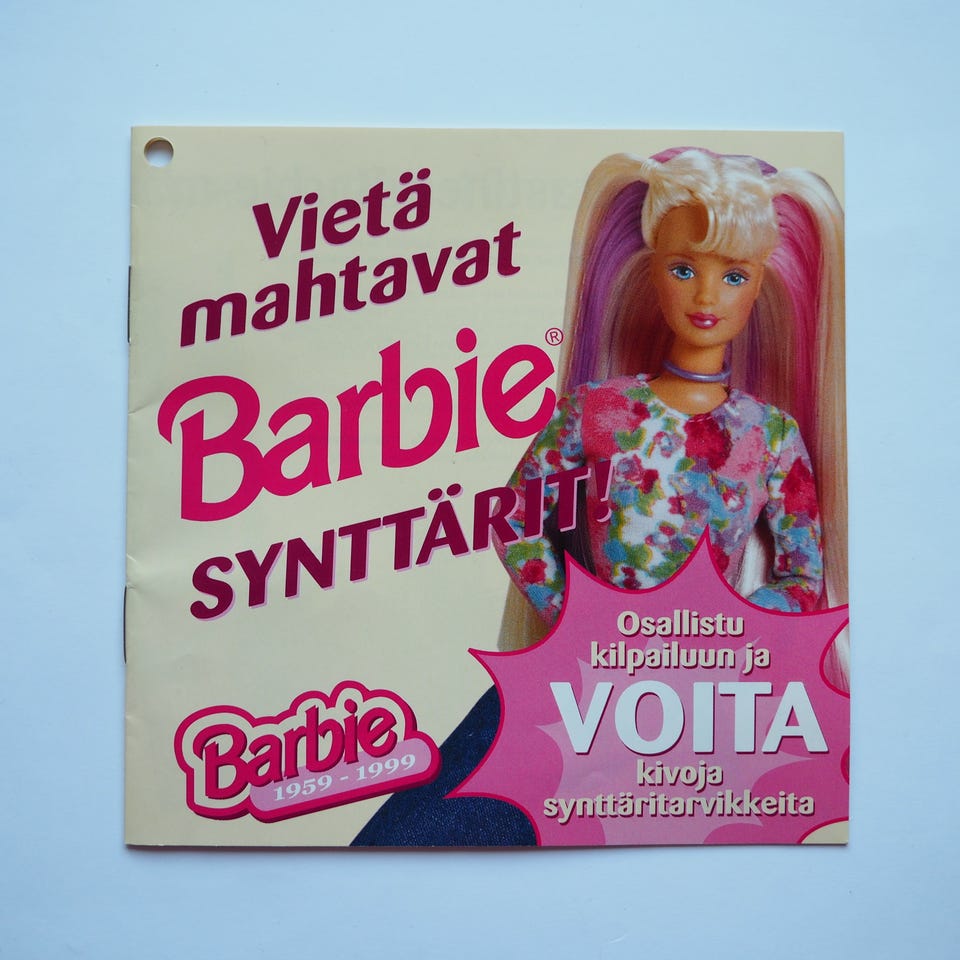 Vietä
mahtavat
Barbie®
SYNTTÄRIT!
Osallistu
kilpailuun ja
VOITA
kivoja
synttäritarvikkeita
Barbie
1959 - 1999